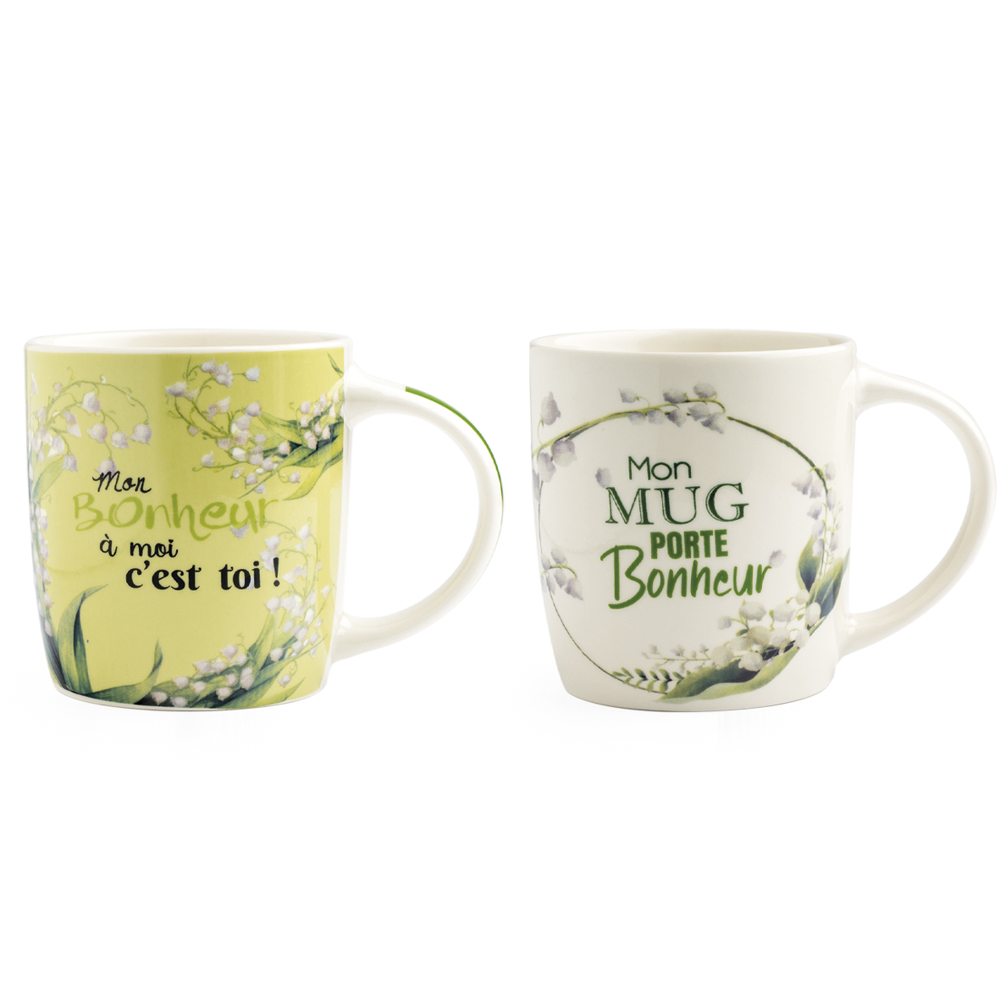 Mon
BOnheur
à moi
c'est toi !
Mon
MUG
PORTE
Bonheur